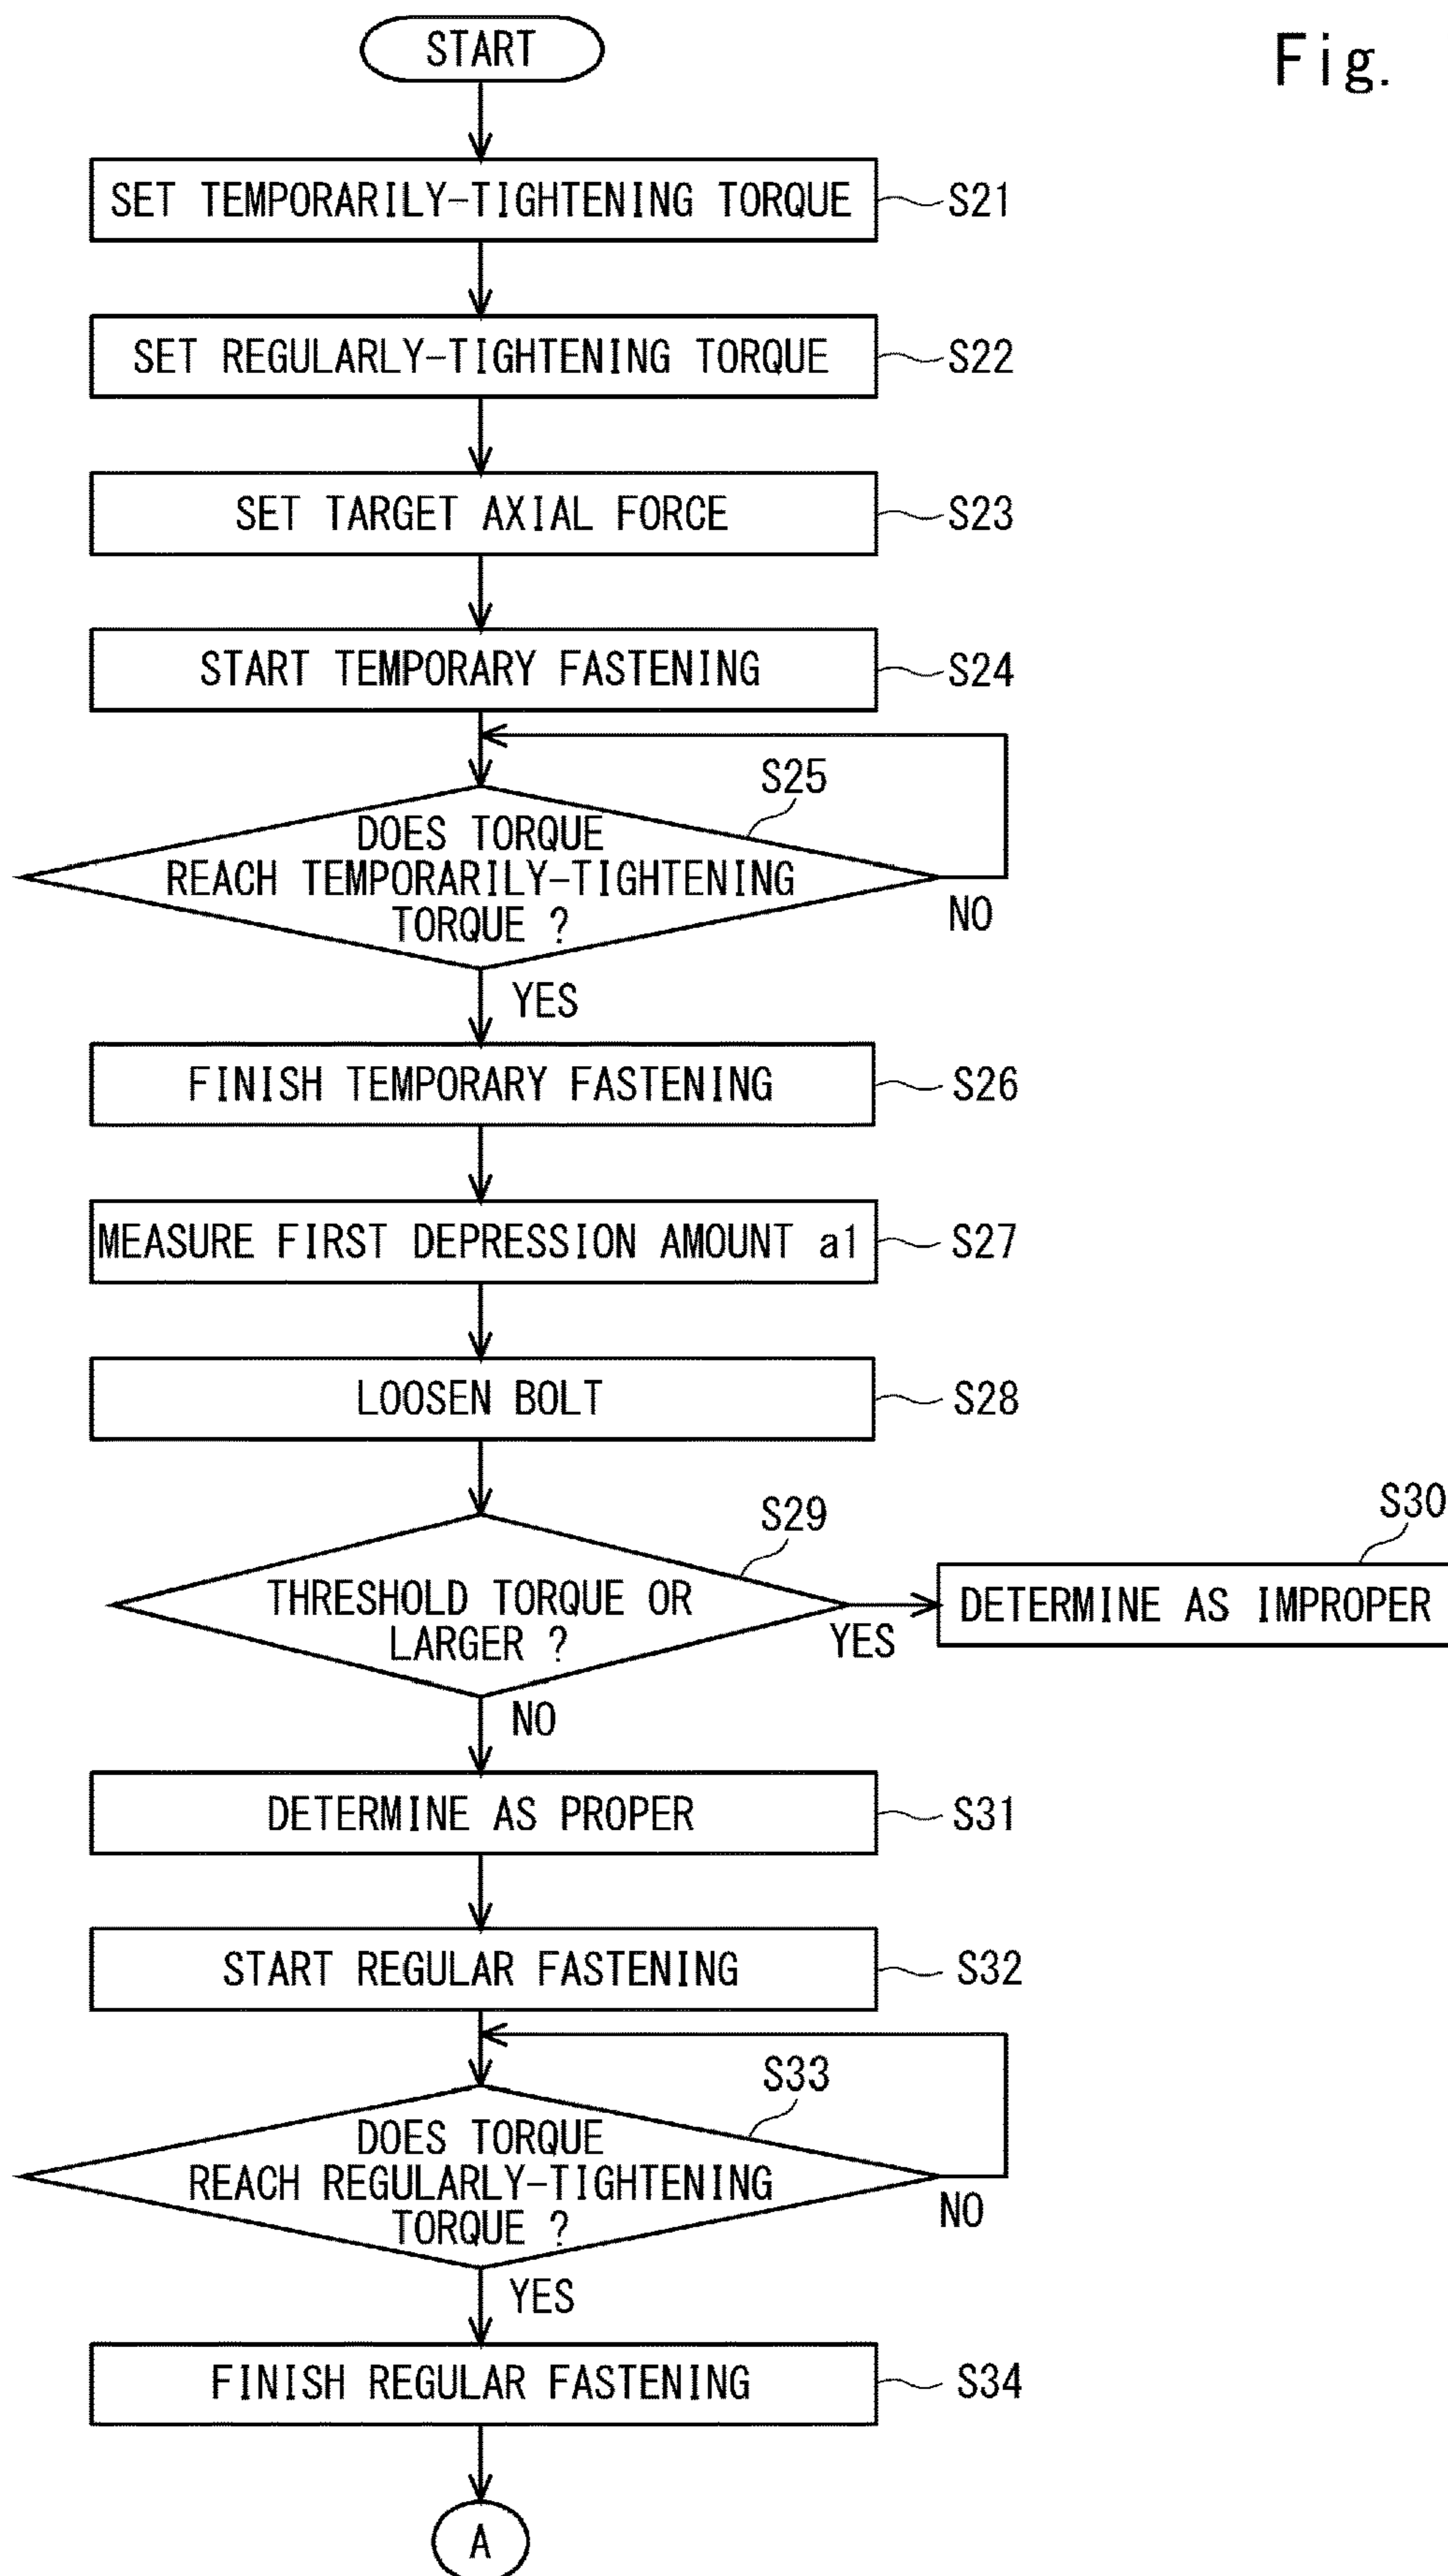 Fig.
START
SET TEMPORARILY-TIGHTENING TORQUE
S21
SET REGULARLY-TIGHTENING TORQUE
S22
SET TARGET AXIAL FORCE
S23
START TEMPORARY FASTENING
S24
S25
DOES TORQUE
REACH TEMPORARILY-TIGHTENING
TORQUE ?
NO
YES
FINISH TEMPORARY FASTENING
S26
MEASURE FIRST DEPRESSION AMOUNT a1
S27
LOOSEN BOLT
S28
S29
THRESHOLD TORQUE OR
LARGER ?
YES
S30
DETERMINE AS IMPROPER
NO
DETERMINE AS PROPER
S31
START REGULAR FASTENING
S32
S33
DOES TORQUE
REACH REGULARLY-TIGHTENING
TORQUE ?
NO
YES
FINISH REGULAR FASTENING
S34
A